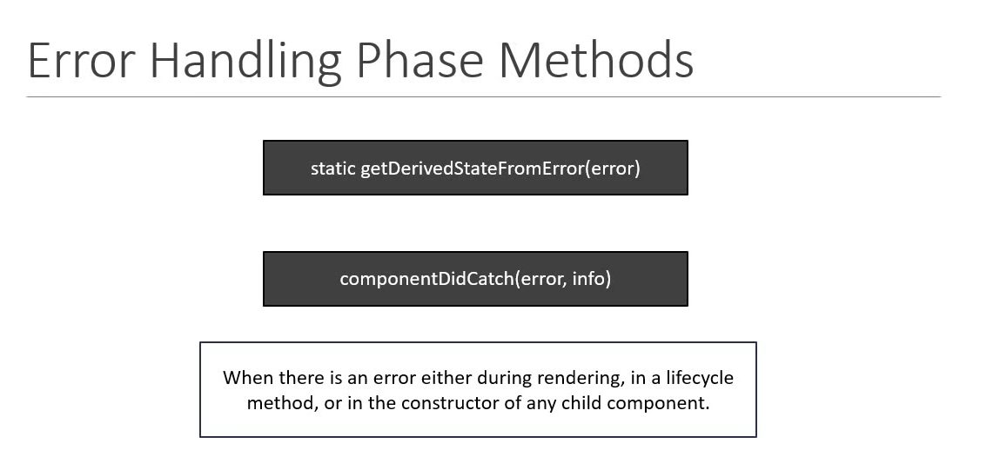 Error Handling Phase Methods
static getDerivedStateFromError(error)
componentDidCatch(error, info)
When there is an error either during rendering, in a lifecycle
method, or in the constructor of any child component.